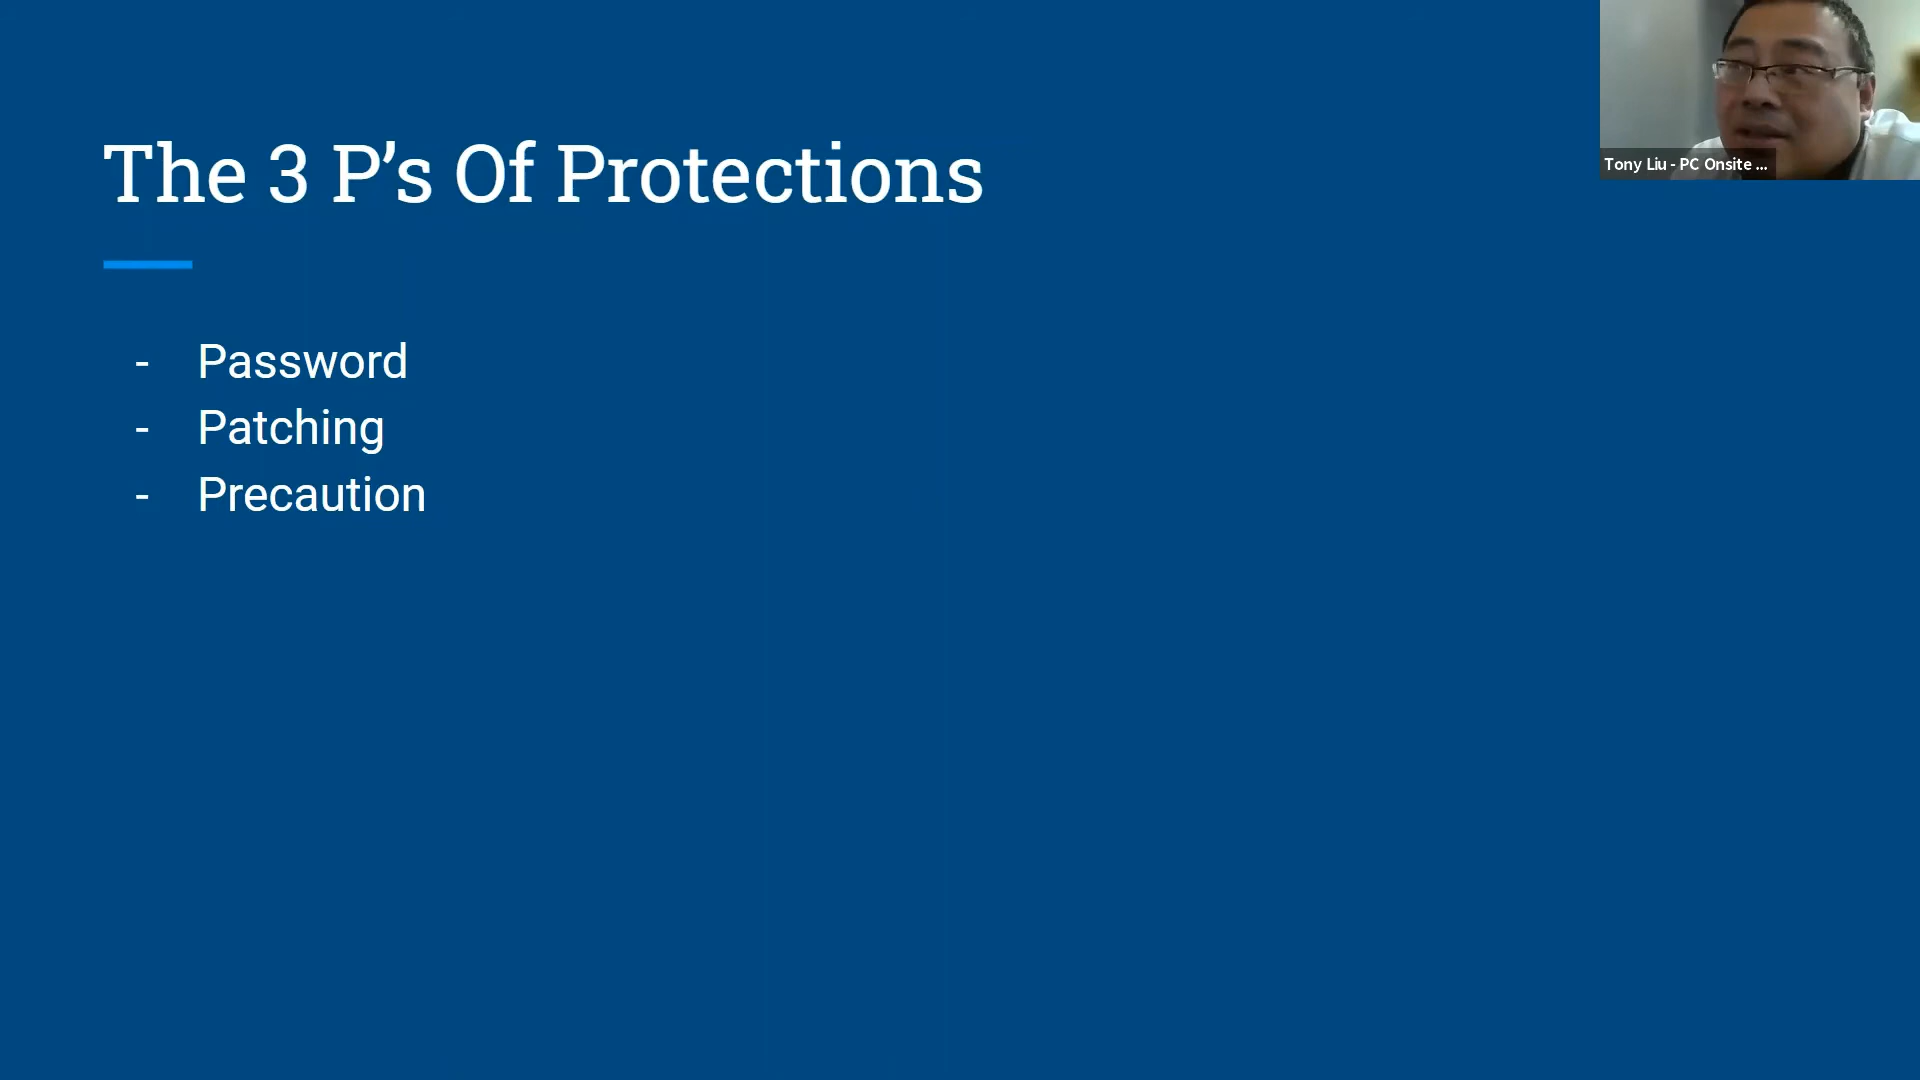 The 3 P’s Of Protections
- Password
- Patching
- Precaution
Tony Liu - PC Onsite ...